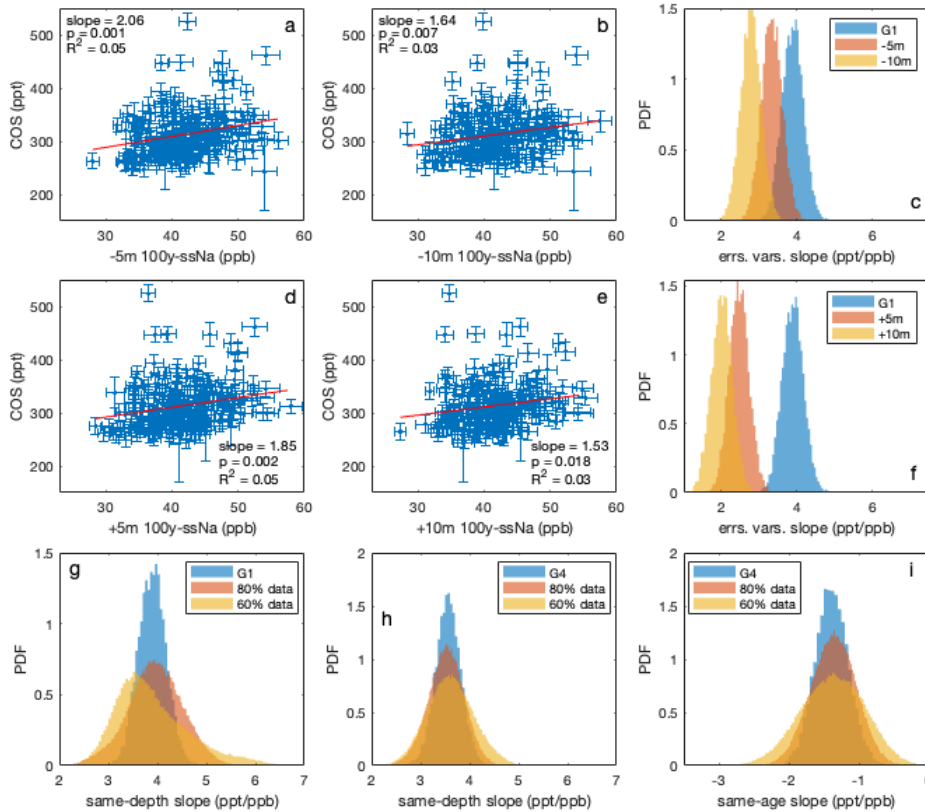 slope = 2.06
p = 0.001
R² = 0.05
a
COS (ppt)
500
400
300
200
30 40 50 60
-5m 100y-ssNa (ppb)
slope = 1.64
p = 0.007
R² = 0.03
b
COS (ppt)
500
400
300
200
30 40 50 60
-10m 100y-ssNa (ppb)
G1
-5m
-10m
c
PDF
1.5
1
0.5
0
2 4 6
errs. vars. slope (ppt/ppb)
d
slope = 1.85
p = 0.002
R² = 0.05
COS (ppt)
500
400
300
200
30 40 50 60
+5m 100y-ssNa (ppb)
e
slope = 1.53
p = 0.018
R² = 0.03
COS (ppt)
500
400
300
200
30 40 50 60
+10m 100y-ssNa (ppb)
G1
+5m
+10m
f
PDF
1.5
1
0.5
0
2 4 6
errs. vars. slope (ppt/ppb)
g
G1
80% data
60% data
PDF
1.5
1
0.5
0
2 3 4 5 6 7
same-depth slope (ppt/ppb)
h
G4
80% data
60% data
PDF
2
1.5
1
0.5
0
2 3 4 5 6 7
same-depth slope (ppt/ppb)
G4
80% data
60% data
i
PDF
2
1.5
1
0.5
0
-3 -2 -1 0
same-age slope (ppt/ppb)